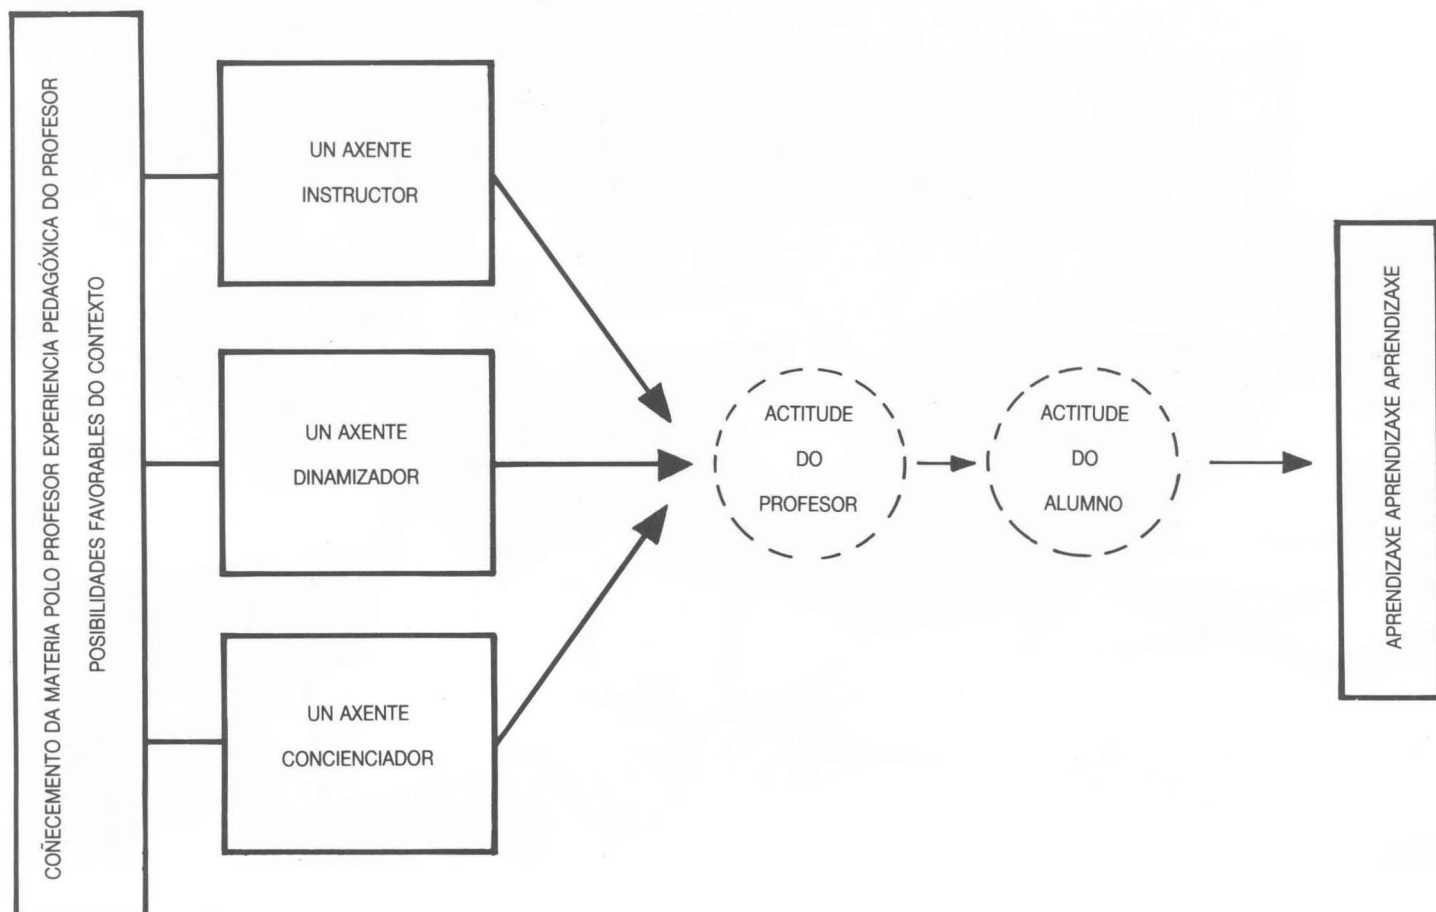 COÑECEMENTO DA MATERIA POLO PROFESOR EXPERIENCIA PEDAGÓXICA DO PROFESOR
POSIBILIDADES FAVORABLES DO CONTEXTO
UN AXENTE
INSTRUCTOR
UN AXENTE
DINAMIZADOR
UN AXENTE
CONCIENCIADOR
ACTITUDE
DO
PROFESOR
ACTITUDE
DO
ALUMNO
APRENDIZAXE APRENDIZAXE APRENDIZAXE